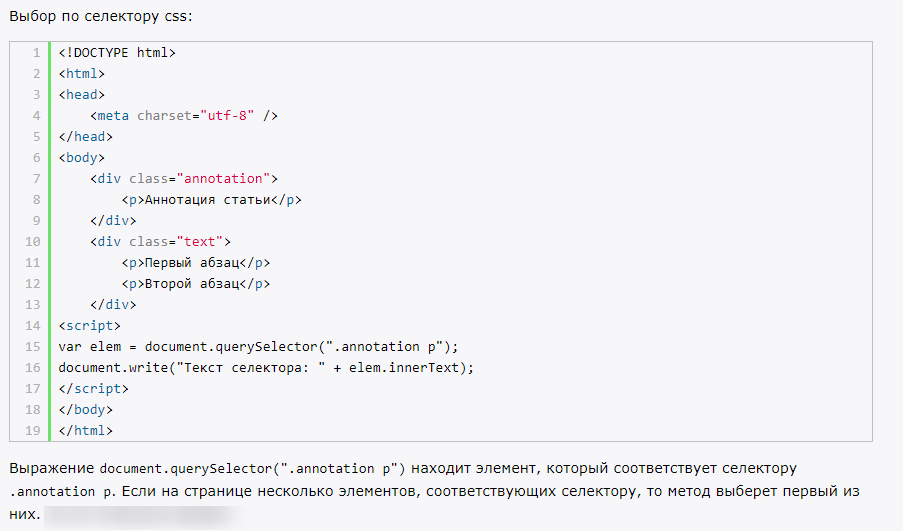 Выбор по селектору css:
1 <!DOCTYPE html>
2 <html>
3 <head>
4     <meta charset="utf-8" />
5 </head>
6 <body>
7     <div class="annotation">
8         <p>Аннотация статьи</p>
9     </div>
10     <div class="text">
11         <p>Первый абзац</p>
12         <p>Второй абзац</p>
13     </div>
14 <script>
15 var elem = document.querySelector(".annotation p");
16 document.write("Текст селектора: " + elem.innerText);
17 </script>
18 </body>
19 </html>
Выражение document.querySelector(".annotation p") находит элемент, который соответствует селектору
.annotation p. Если на странице несколько элементов, соответствующих селектору, то метод выберет первый из
них.